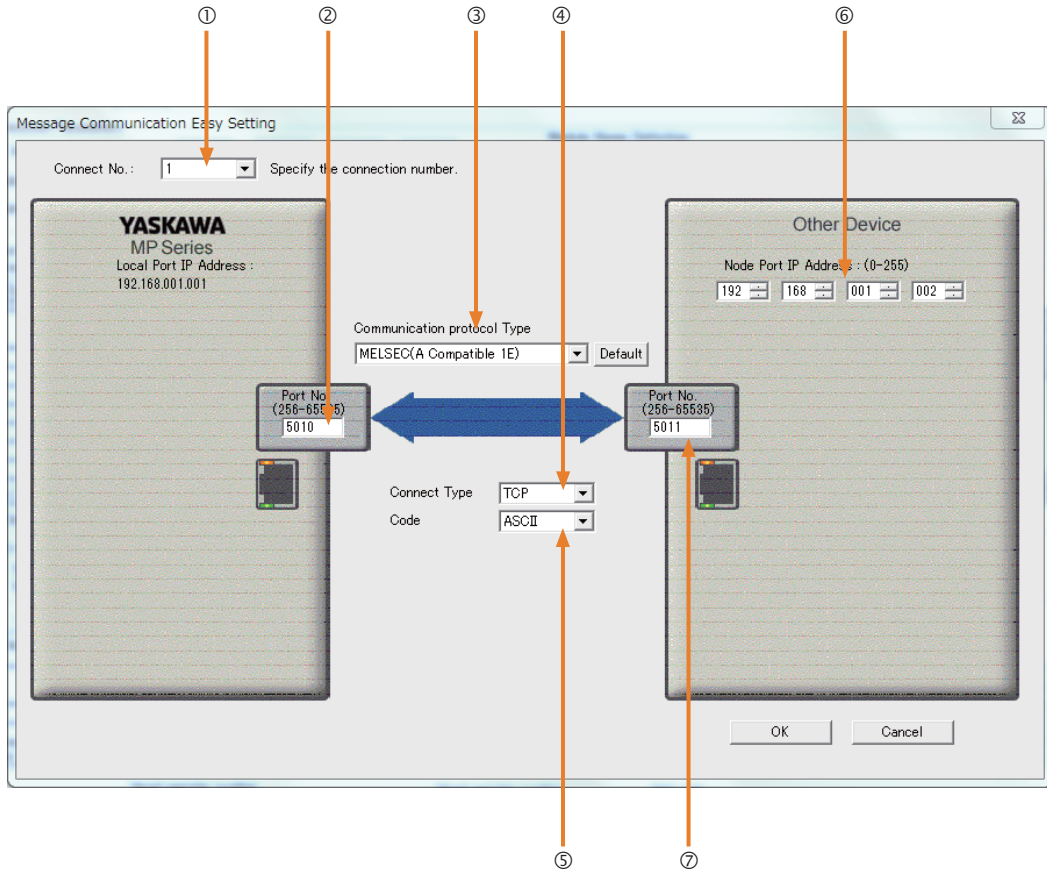 ① ② ③ ④ ⑥
Message Communication Easy Setting
Connect No.: 1 Specify the connection number.
YASKAWA
MP Series
Local Port IP Address :
192.168.001.001
Other Device
Node Port IP Address : (0-255)
192 168 001 002
Communication protocol Type
MELSEC(A Compatible 1E) Default
Port No.
(256-65535)
5010
Port No.
(256-65535)
5011
Connect Type TCP
Code ASCII
OK Cancel
⑤ ⑦